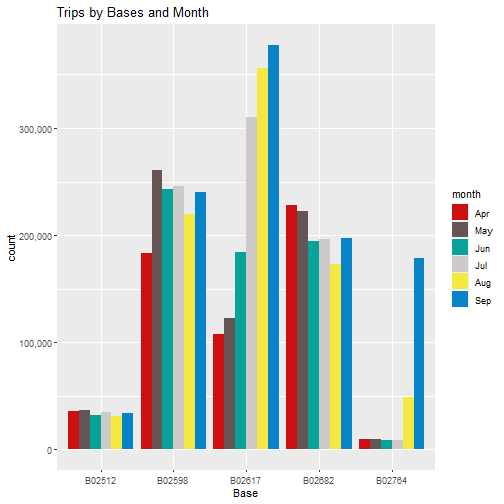 Trips by Bases and Month
count
300,000
200,000
100,000
0
B02512 B02598 B02617 B02682 B02764
Base
month
Apr
May
Jun
Jul
Aug
Sep